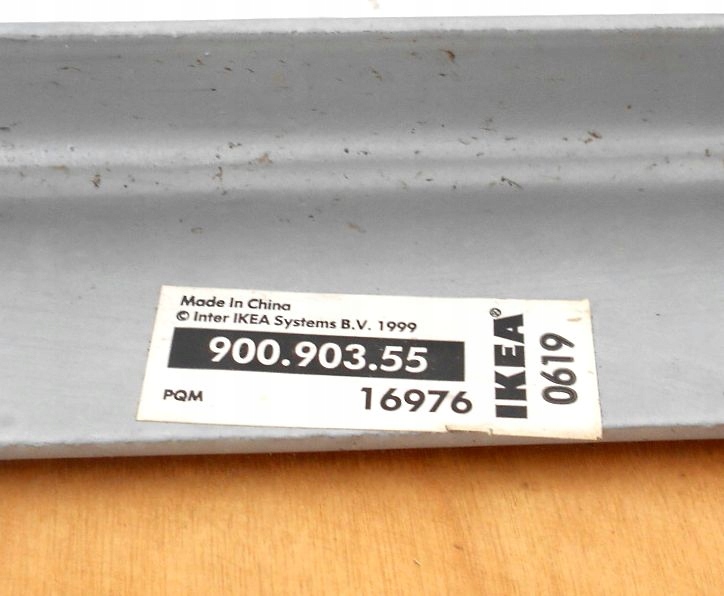 Made In China
© Inter IKEA Systems B.V. 1999
900.903.55
PQM 16976
IKEA®
0619